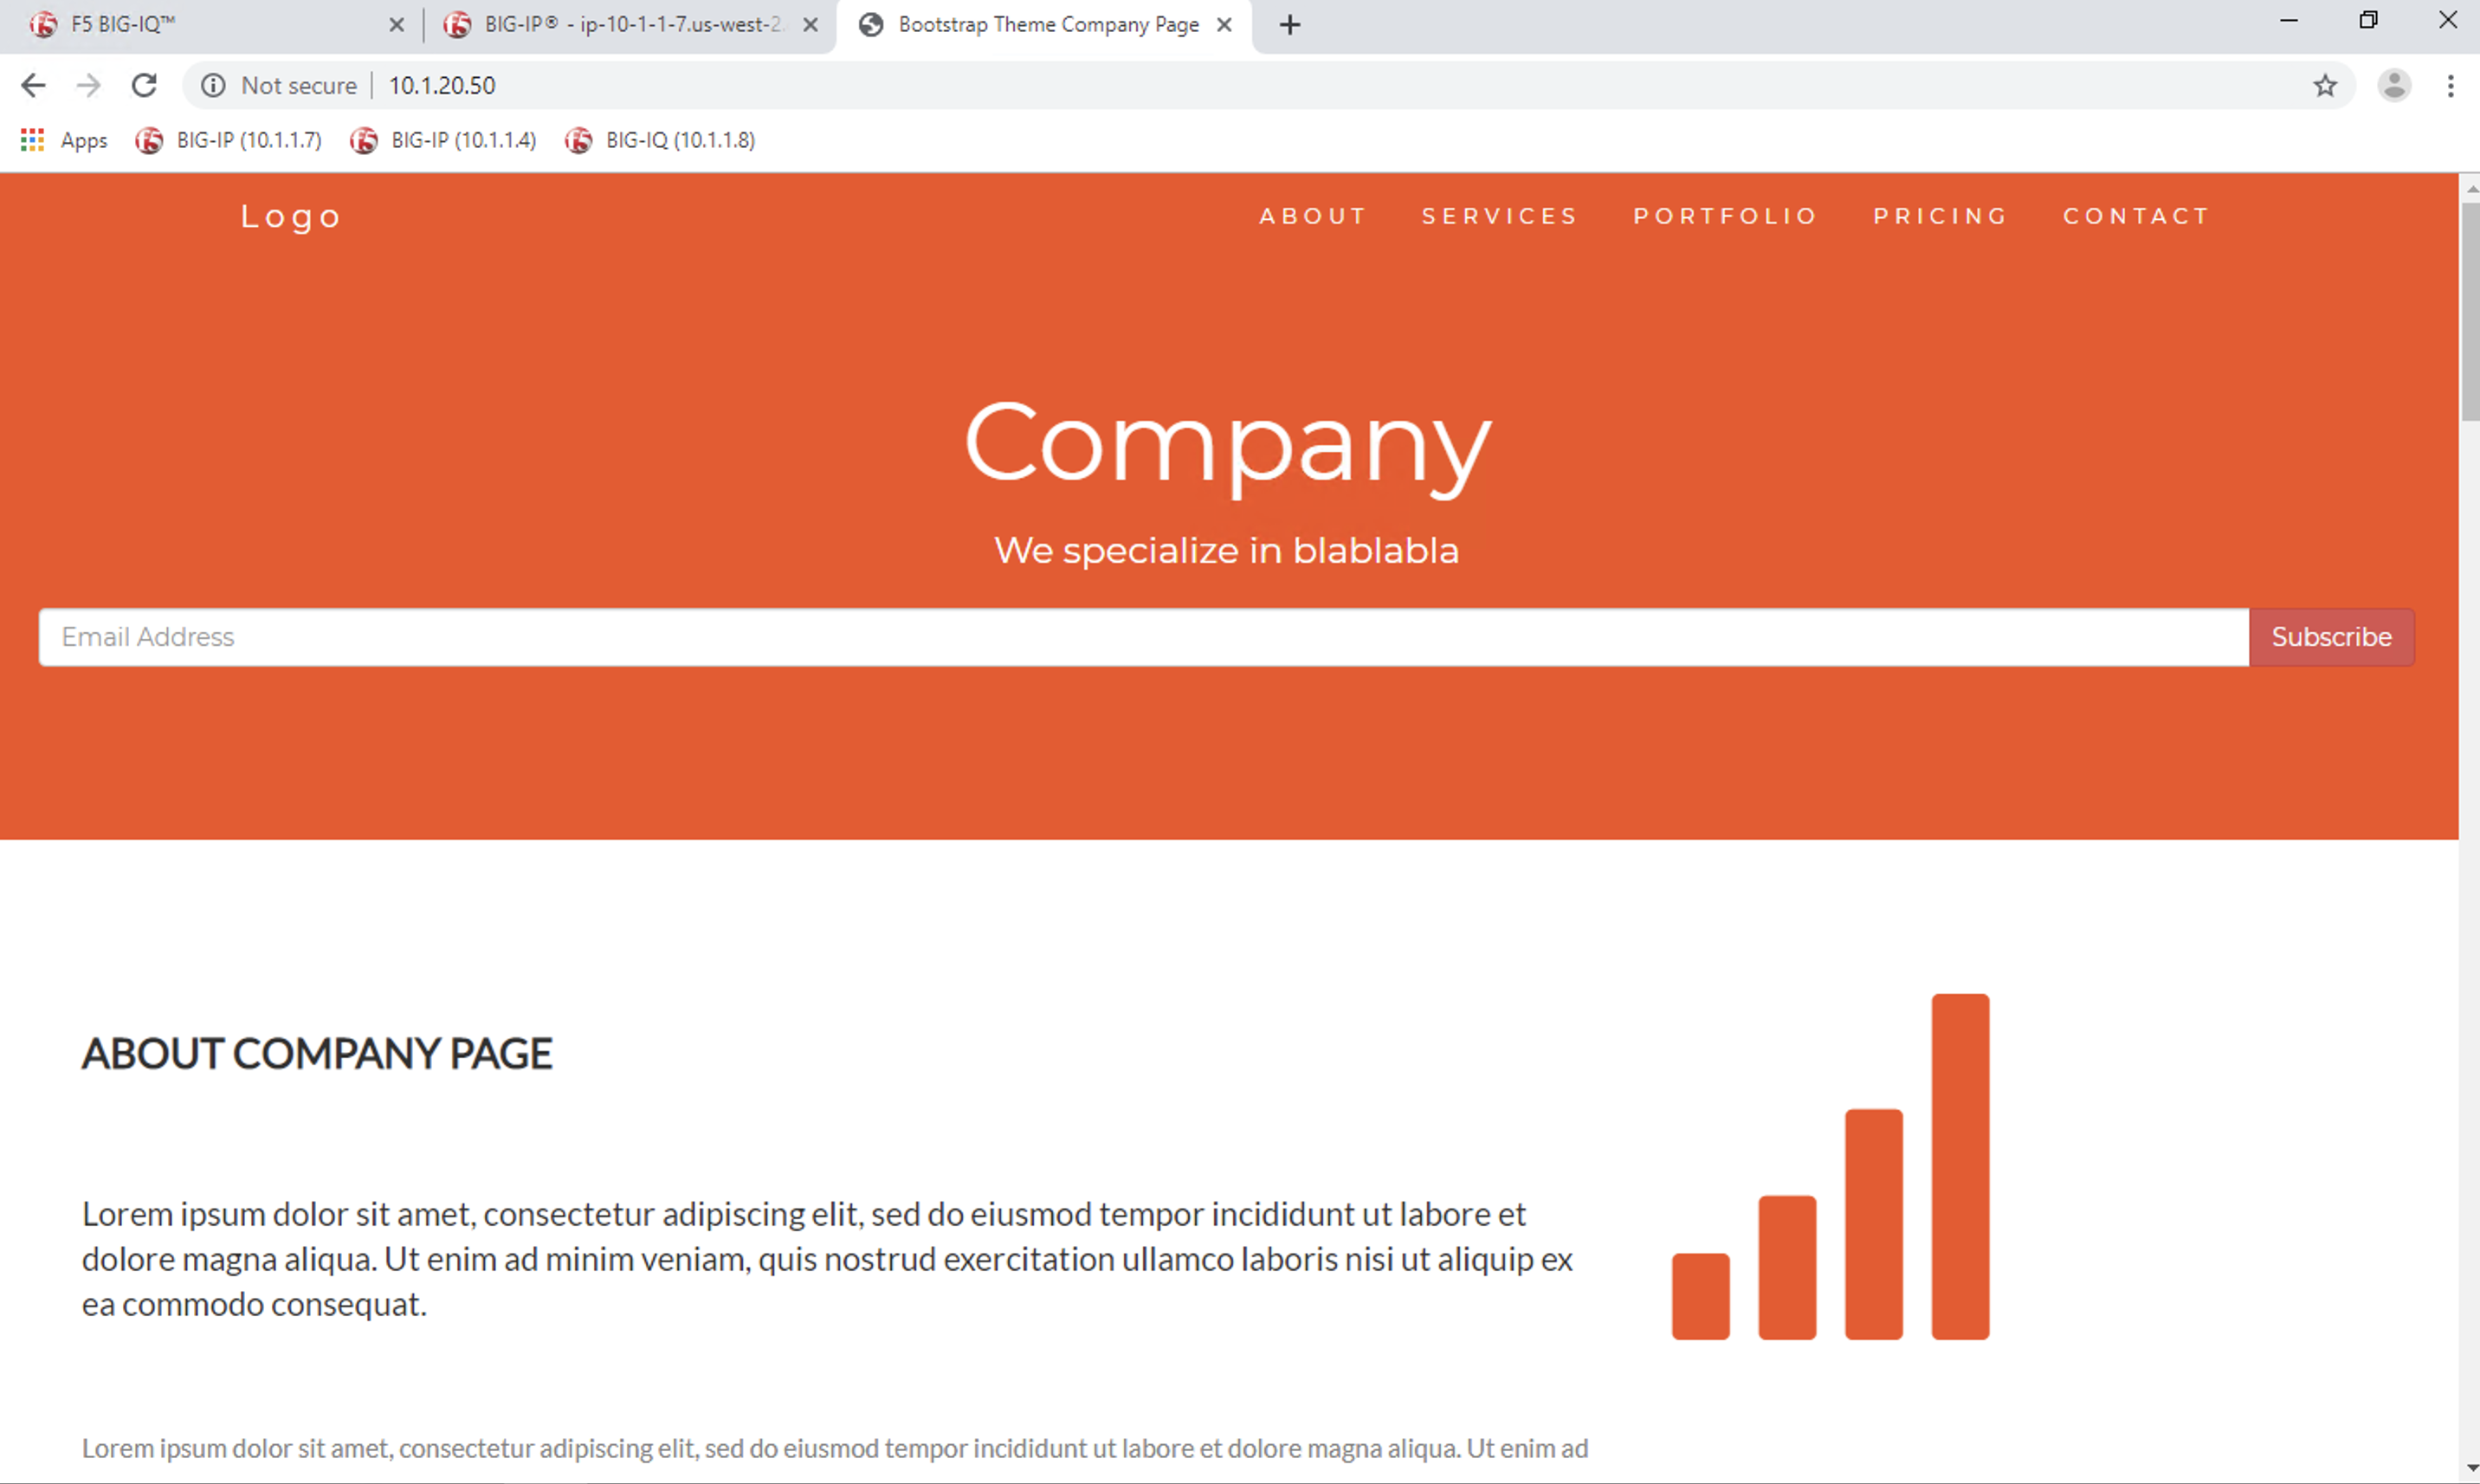 F5 BIG-IQ™
BIG-IP® - ip-10-1-1-7.us-west-2.
Bootstrap Theme Company Page
Not secure
10.1.20.50
Apps
BIG-IP (10.1.1.7)
BIG-IP (10.1.1.4)
BIG-IQ (10.1.1.8)
Logo
ABOUT
SERVICES
PORTFOLIO
PRICING
CONTACT
Company
We specialize in blablabla
Email Address
Subscribe
ABOUT COMPANY PAGE
Lorem ipsum dolor sit amet, consectetur adipiscing elit, sed do eiusmod tempor incididunt ut labore et
dolore magna aliqua. Ut enim ad minim veniam, quis nostrud exercitation ullamco laboris nisi ut aliquip ex
ea commodo consequat.
Lorem ipsum dolor sit amet, consectetur adipiscing elit, sed do eiusmod tempor incididunt ut labore et dolore magna aliqua. Ut enim ad